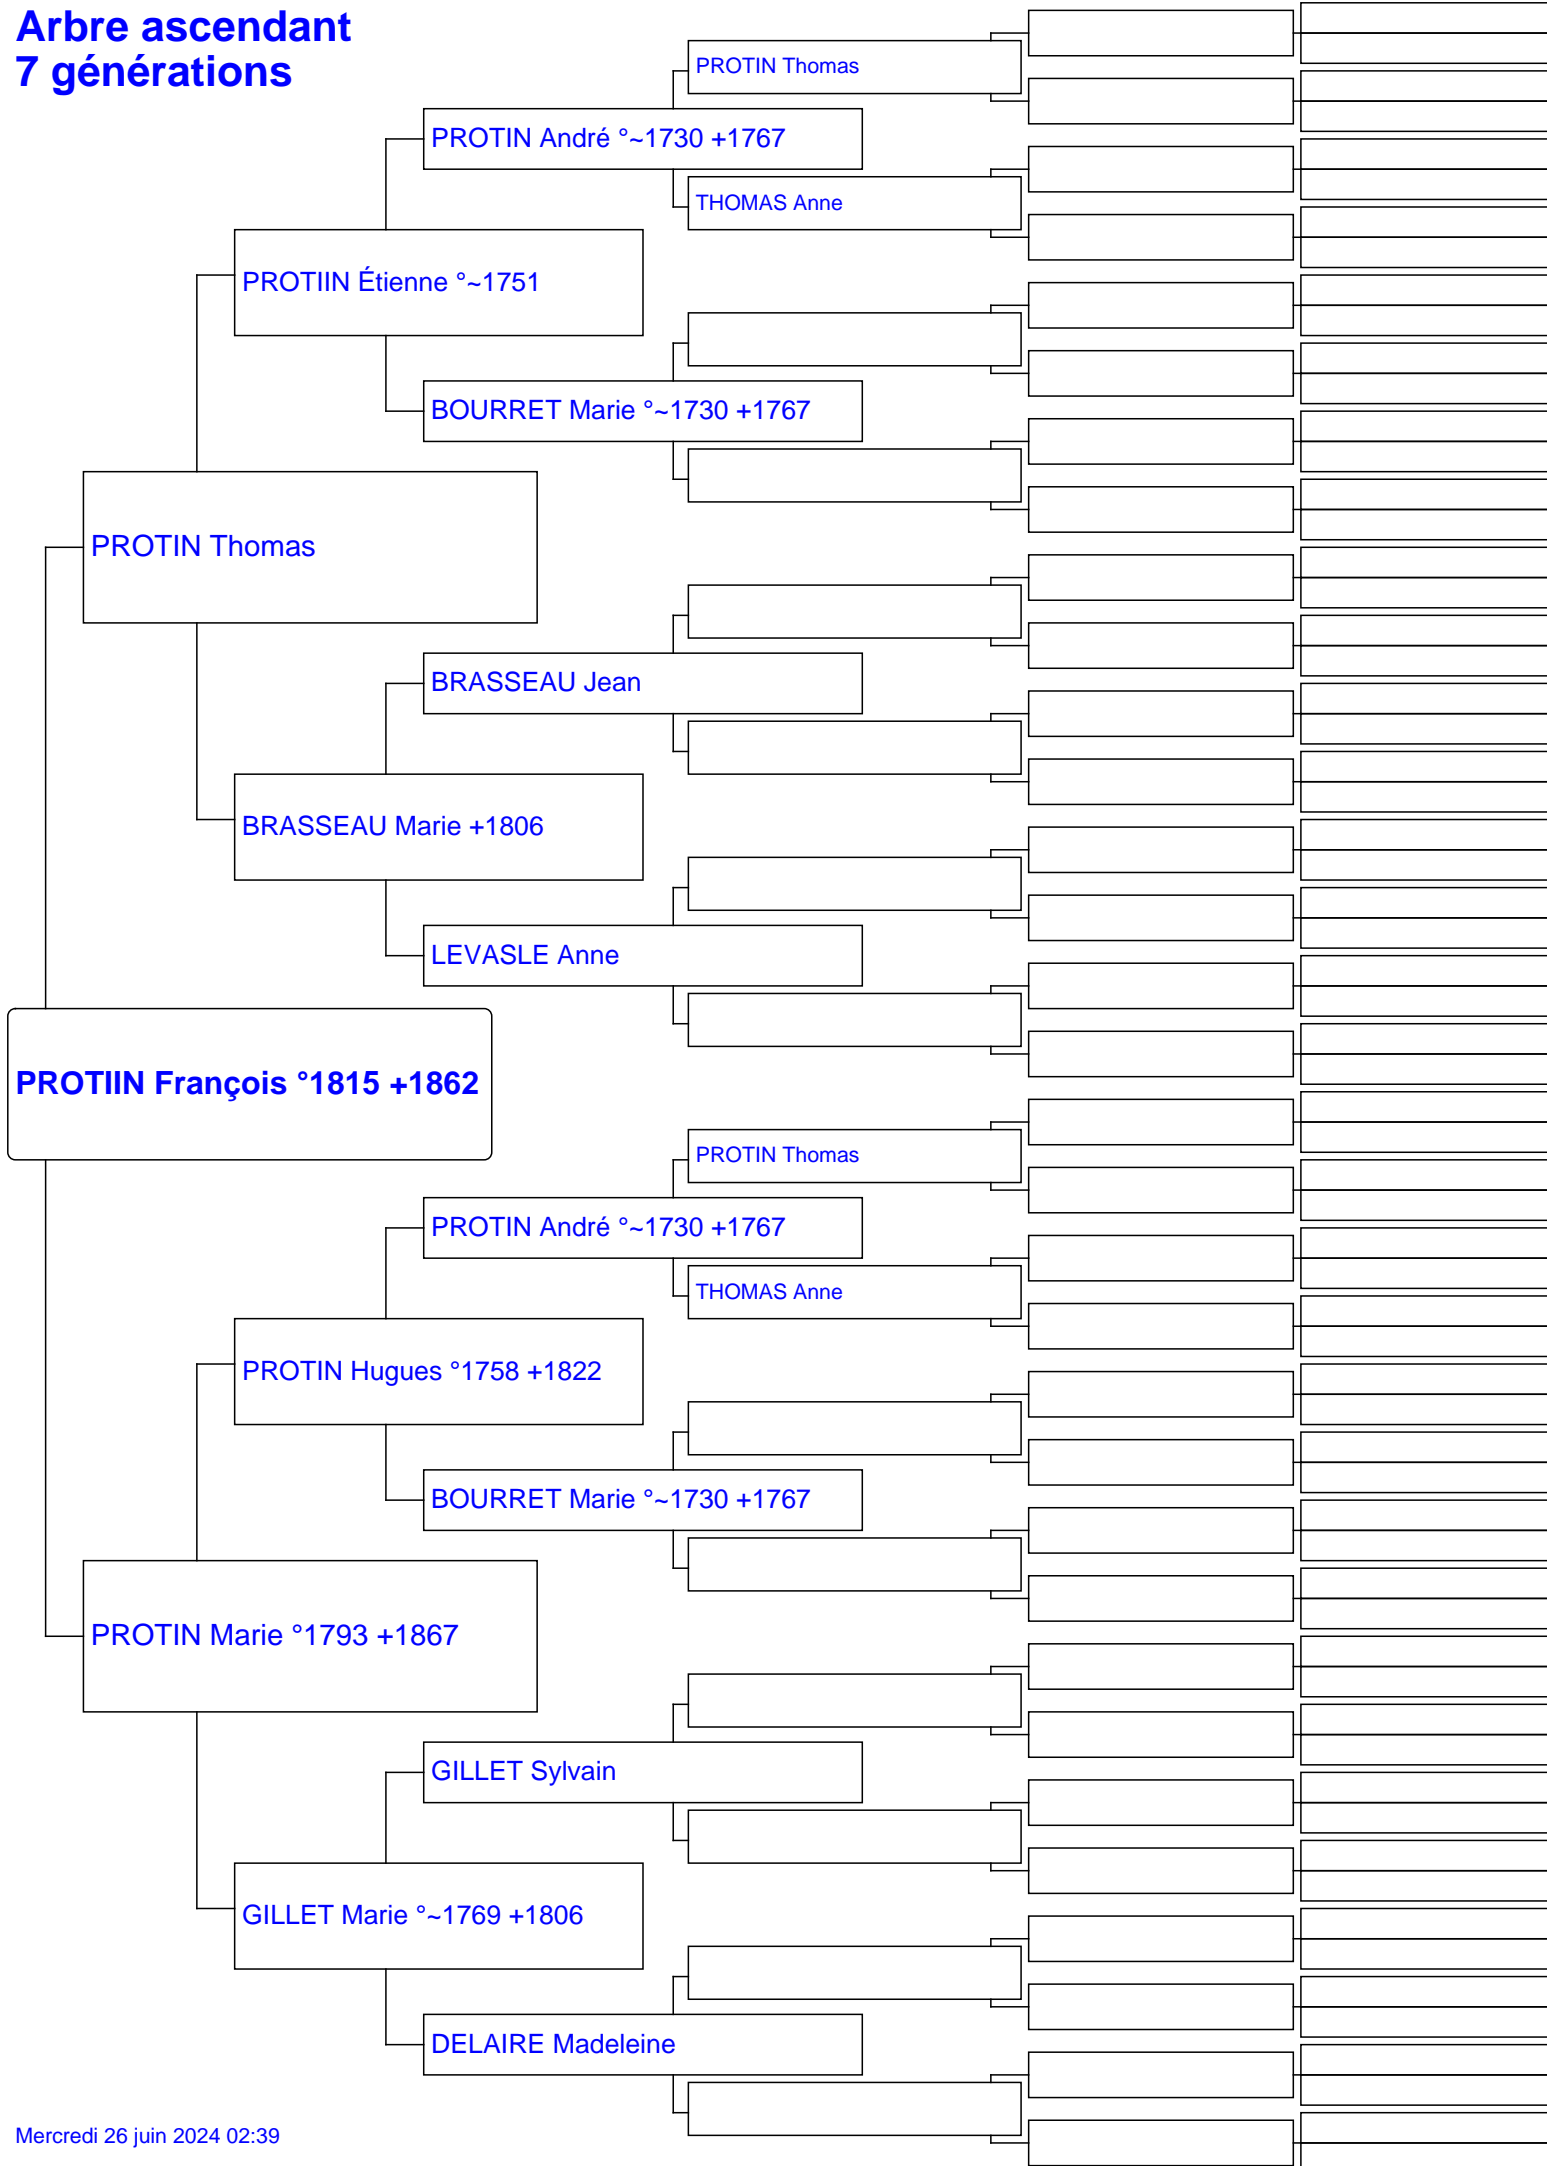 Arbre ascendant
7 générations
PROTIN Thomas
PROTIN André °~1730 +1767
THOMAS Anne
PROTIIN Étienne °~1751
BOURRET Marie °~1730 +1767
PROTIN Thomas
BRASSEAU Jean
BRASSEAU Marie +1806
LEVASLE Anne
PROTIIN François °1815 +1862
PROTIN Thomas
PROTIN André °~1730 +1767
THOMAS Anne
PROTIN Hugues °1758 +1822
BOURRET Marie °~1730 +1767
PROTIN Marie °1793 +1867
GILLET Sylvain
GILLET Marie °~1769 +1806
DELAIRE Madeleine
Mercredi 26 juin 2024 02:39